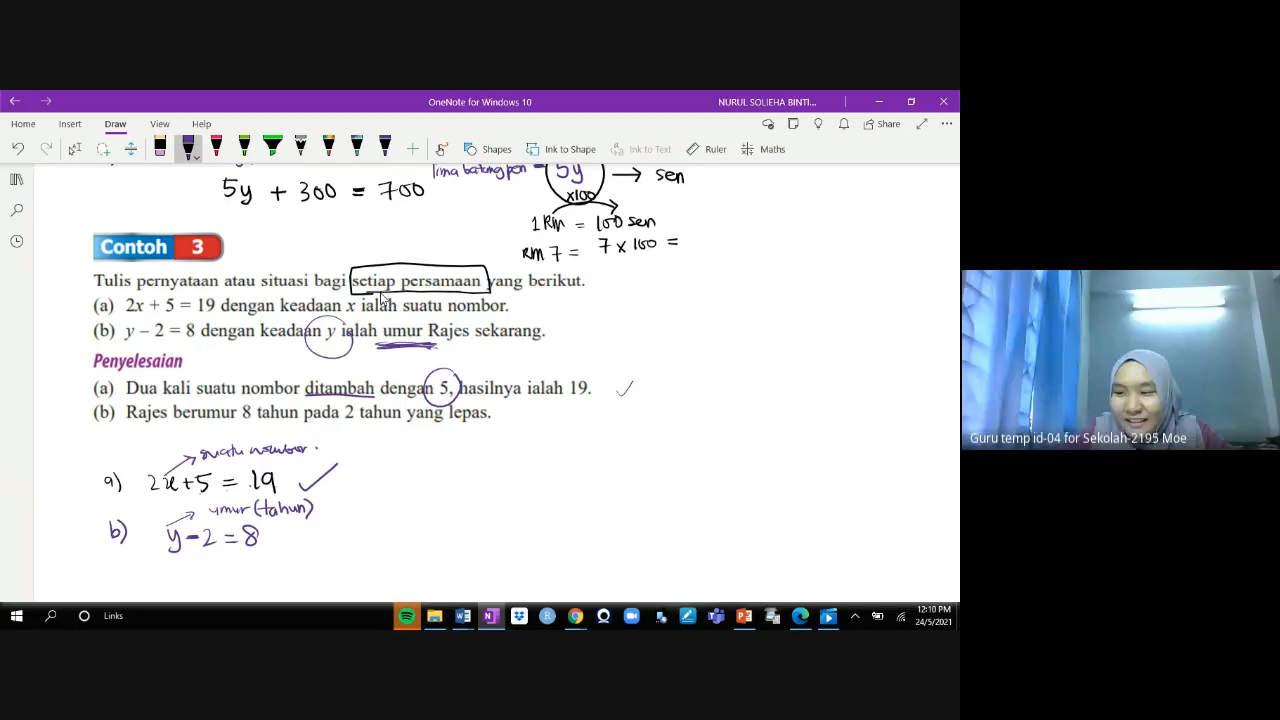 OneNote for Windows 10
NURUL SOLIEHA BINTI...
Home
Insert
Draw
View
Help
Share
Shapes
Ink to Shape
Ink to Text
Ruler
Maths
lima batang pen = 5y → sen
5y + 300 = 700
x100
1 RM = 100 sen
RM 7 = 7 x 100 =
Contoh 3
Tulis pernyataan atau situasi bagi setiap persamaan yang berikut.
(a) 2x + 5 = 19 dengan keadaan x ialah suatu nombor.
(b) y – 2 = 8 dengan keadaan y ialah umur Rajes sekarang.
Penyelesaian
(a) Dua kali suatu nombor ditambah dengan 5, hasilnya ialah 19.
(b) Rajes berumur 8 tahun pada 2 tahun yang lepas.
suatu nombor.
a) 2x+5 = 19
umur (tahun)
b) y-2 = 8
Guru temp id-04 for Sekolah-2195 Moe
Links
12:10 PM
24/5/2021